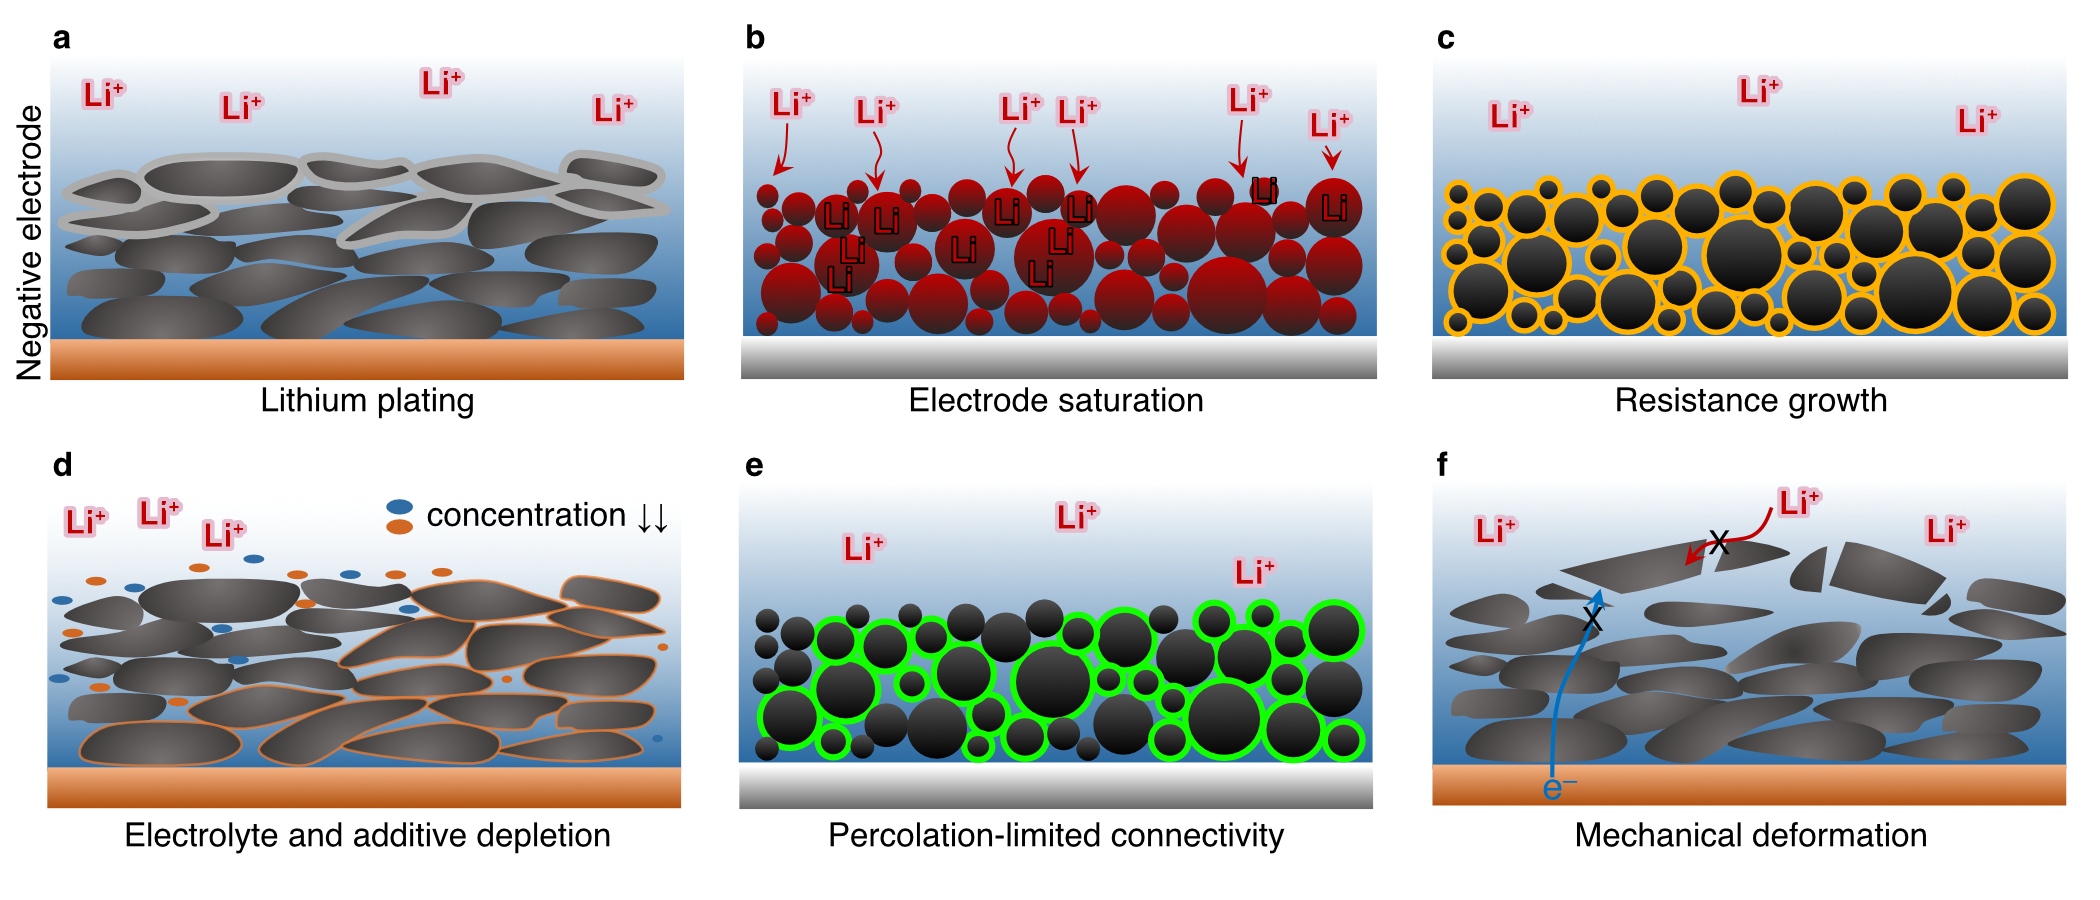 a
b
c
Negative electrode
Li⁺ Li⁺ Li⁺ Li⁺
Li⁺ Li⁺ Li⁺ Li⁺ Li⁺ Li⁺
Li Li Li Li Li Li Li Li Li Li
Li⁺ Li⁺ Li⁺
Lithium plating
Electrode saturation
Resistance growth
d
e
f
Li⁺ Li⁺ Li⁺
concentration ↓↓
Li⁺ Li⁺ Li⁺
Li⁺ Li⁺ Li⁺
X
X
e⁻
Electrolyte and additive depletion
Percolation-limited connectivity
Mechanical deformation